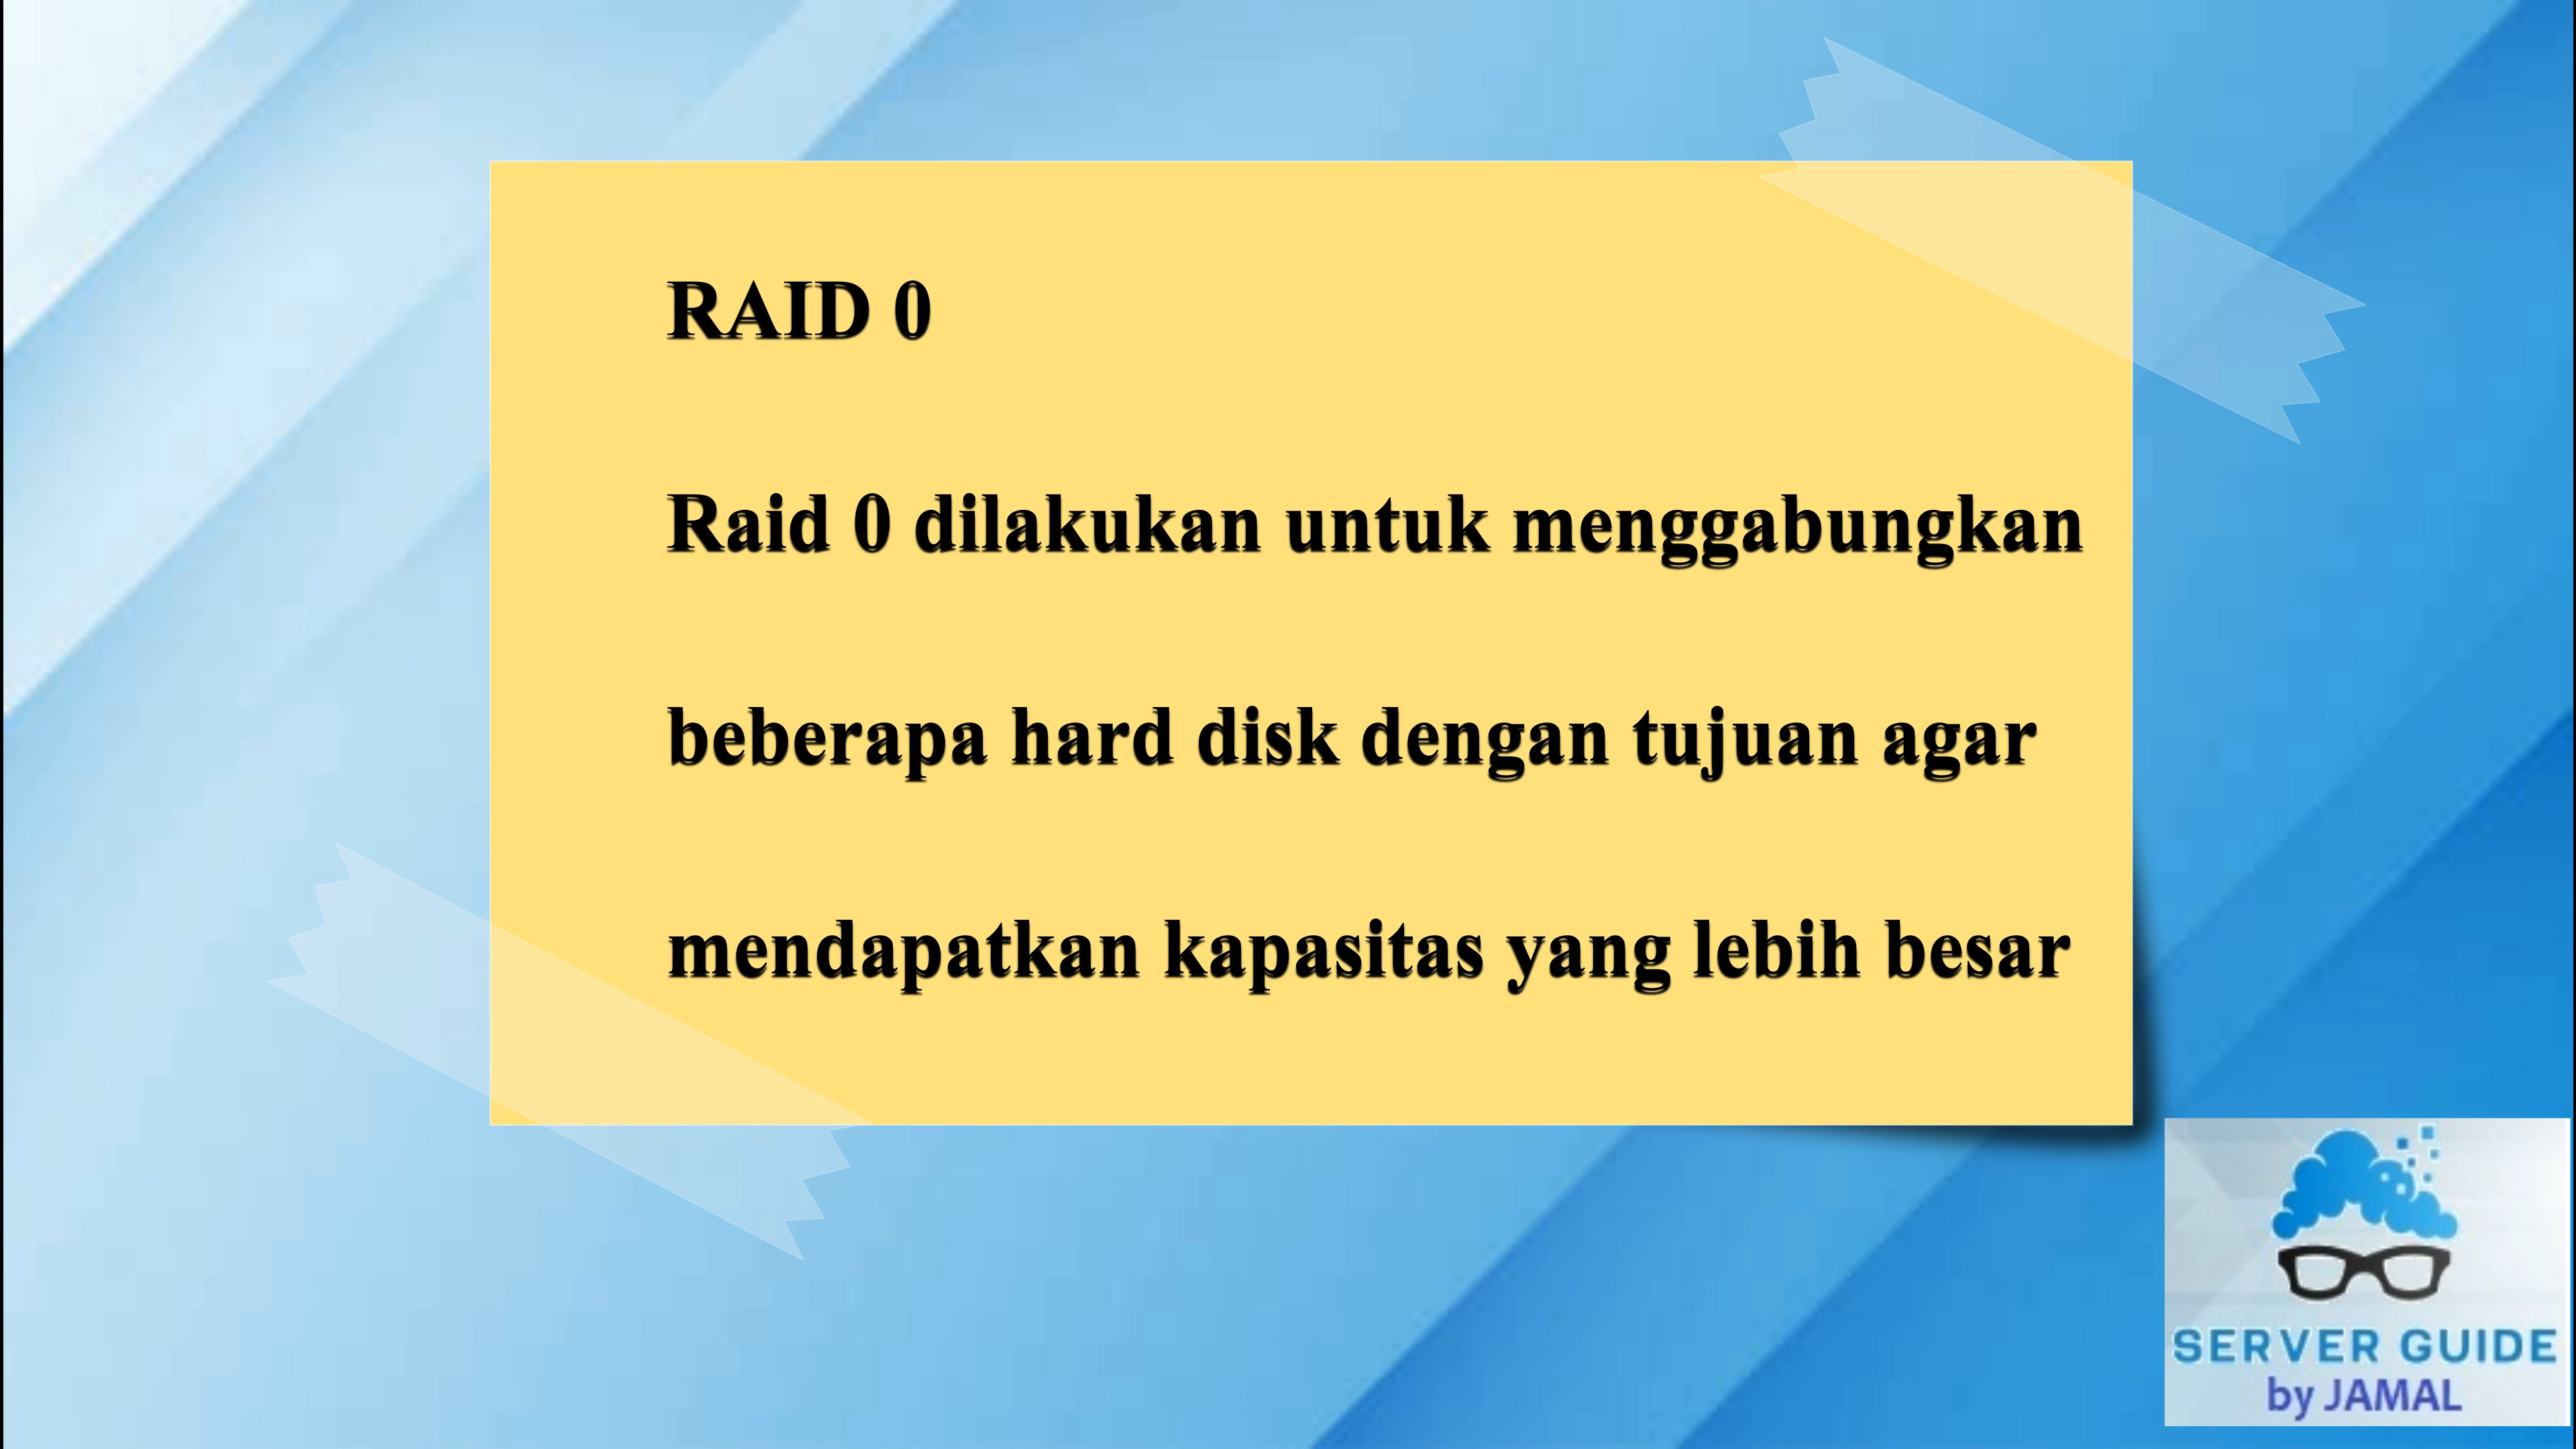 RAID 0
Raid 0 dilakukan untuk menggabungkan
beberapa hard disk dengan tujuan agar
mendapatkan kapasitas yang lebih besar
SERVER GUIDE
by JAMAL